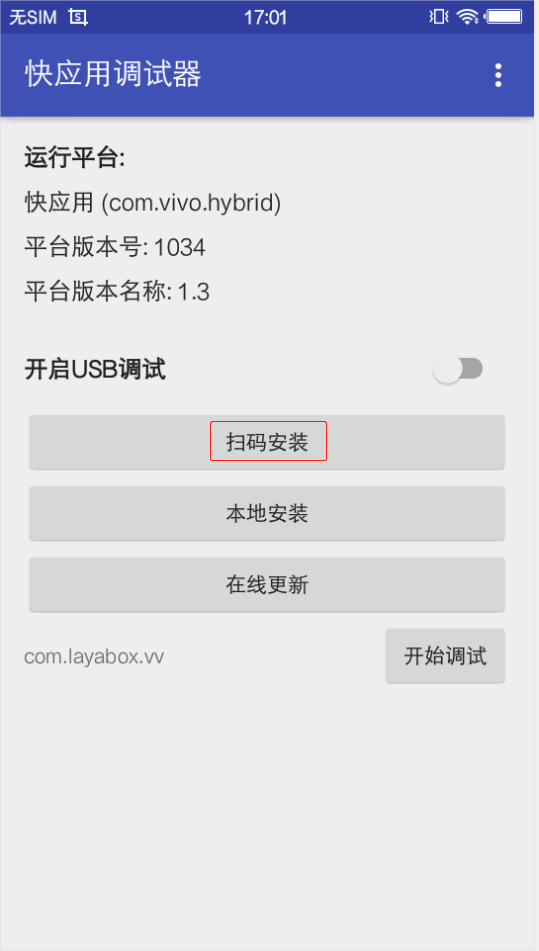 无SIM 17:01
快应用调试器
运行平台:
快应用 (com.vivo.hybrid)
平台版本号: 1034
平台版本名称: 1.3
开启USB调试
扫码安装
本地安装
在线更新
com.layabox.vv 开始调试